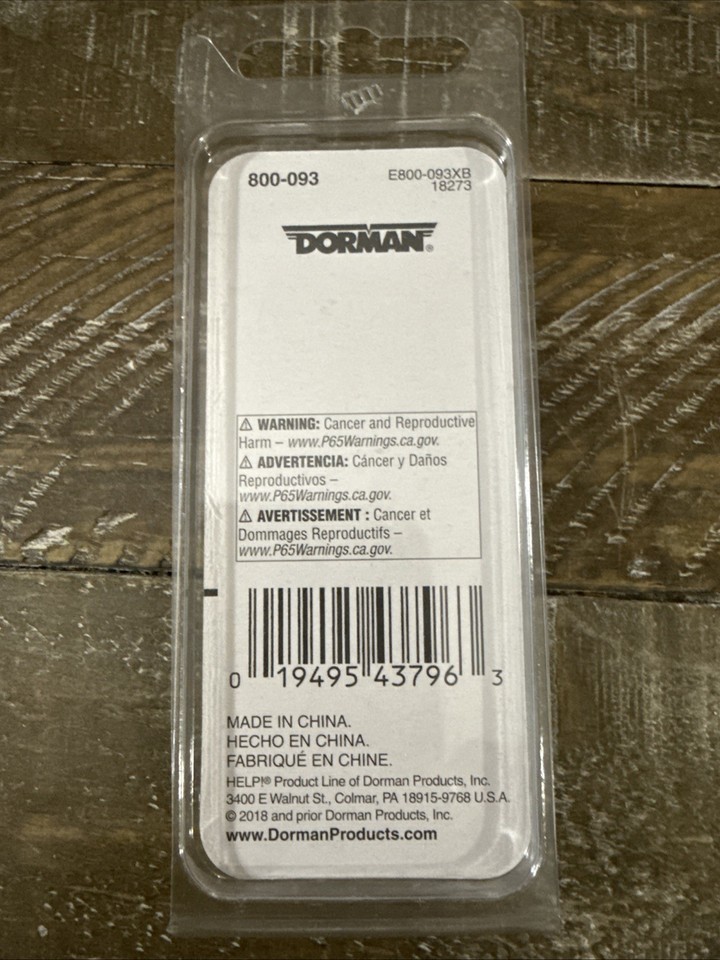 800-093
E800-093XB
18273
DORMAN®
⚠ WARNING: Cancer and Reproductive
Harm – www.P65Warnings.ca.gov.
⚠ ADVERTENCIA: Cáncer y Daños
Reproductivos –
www.P65Warnings.ca.gov.
⚠ AVERTISSEMENT : Cancer et
Dommages Reproductifs –
www.P65Warnings.ca.gov.
0 19495 43796 3
MADE IN CHINA.
HECHO EN CHINA.
FABRIQUÉ EN CHINE.
HELP!® Product Line of Dorman Products, Inc.
3400 E Walnut St., Colmar, PA 18915-9768 U.S.A.
© 2018 and prior Dorman Products, Inc.
www.DormanProducts.com